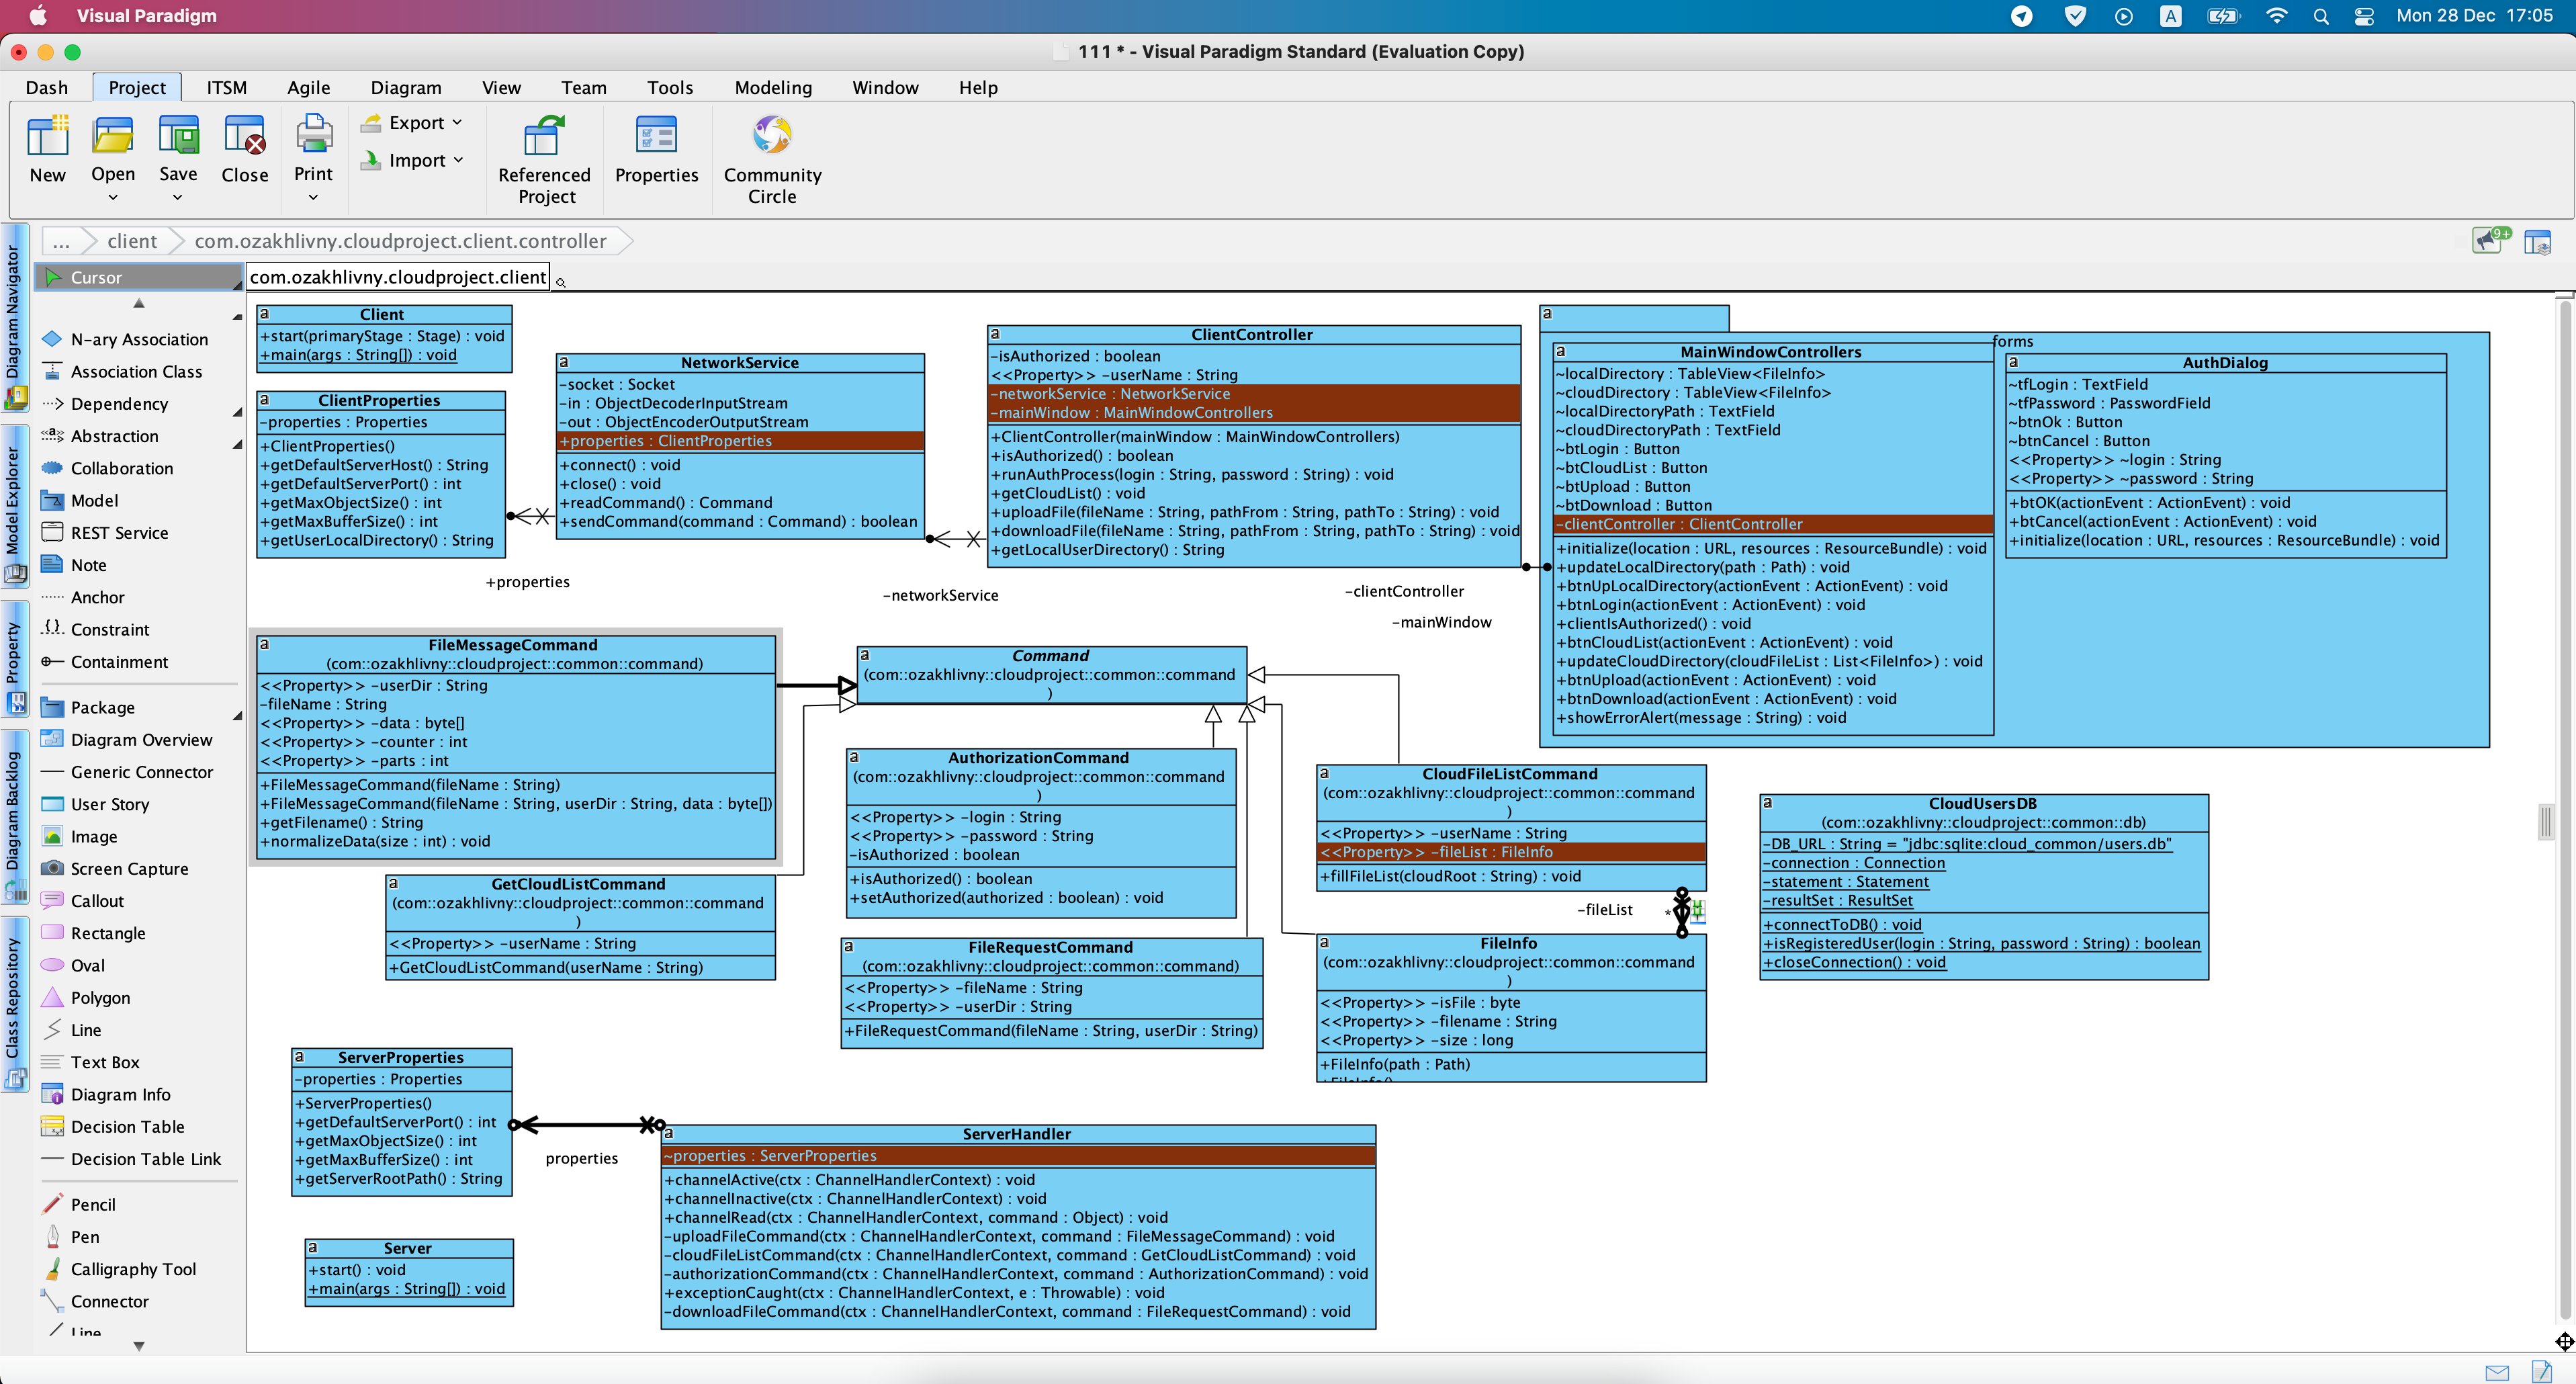 Visual Paradigm
A
Mon 28 Dec 17:05
111 * - Visual Paradigm Standard (Evaluation Copy)
Dash Project ITSM Agile Diagram View Team Tools Modeling Window Help
New
Open
Save
Close
Print
Export
Import
Referenced Project
Properties
Community Circle
... client com.ozakhlivny.cloudproject.client.controller
9+
Diagram Navigator
Model Explorer
Property
Diagram Backlog
Class Repository
Cursor
N-ary Association
Association Class
Dependency
Abstraction
Collaboration
Model
REST Service
Note
Anchor
Constraint
Containment
Package
Diagram Overview
Generic Connector
User Story
Image
Screen Capture
Callout
Rectangle
Oval
Polygon
Line
Text Box
Diagram Info
Decision Table
Decision Table Link
Pencil
Pen
Calligraphy Tool
Connector
Line
com.ozakhlivny.cloudproject.client
a Client
+start(primaryStage : Stage) : void
+main(args : String[]) : void
a ClientProperties
-properties : Properties
+ClientProperties()
+getDefaultServerHost() : String
+getDefaultServerPort() : int
+getMaxObjectSize() : int
+getMaxBufferSize() : int
+getUserLocalDirectory() : String
+properties
a NetworkService
-socket : Socket
-in : ObjectDecoderInputStream
-out : ObjectEncoderOutputStream
+properties : ClientProperties
+connect() : void
+close() : void
+readCommand() : Command
+sendCommand(command : Command) : boolean
-networkService
a ClientController
-isAuthorized : boolean
<<Property>> -userName : String
-networkService : NetworkService
-mainWindow : MainWindowControllers
+ClientController(mainWindow : MainWindowControllers)
+isAuthorized() : boolean
+runAuthProcess(login : String, password : String) : void
+getCloudList() : void
+uploadFile(fileName : String, pathFrom : String, pathTo : String) : void
+downloadFile(fileName : String, pathFrom : String, pathTo : String) : void
+getLocalUserDirectory() : String
-clientController
-mainWindow
a
forms
a MainWindowControllers
~localDirectory : TableView<FileInfo>
~cloudDirectory : TableView<FileInfo>
~localDirectoryPath : TextField
~cloudDirectoryPath : TextField
~btLogin : Button
~btCloudList : Button
~btUpload : Button
~btDownload : Button
-clientController : ClientController
+initialize(location : URL, resources : ResourceBundle) : void
+updateLocalDirectory(path : Path) : void
+btnUpLocalDirectory(actionEvent : ActionEvent) : void
+btnLogin(actionEvent : ActionEvent) : void
+clientIsAuthorized() : void
+btnCloudList(actionEvent : ActionEvent) : void
+updateCloudDirectory(cloudFileList : List<FileInfo>) : void
+btnUpload(actionEvent : ActionEvent) : void
+btnDownload(actionEvent : ActionEvent) : void
+showErrorAlert(message : String) : void
a AuthDialog
~tfLogin : TextField
~tfPassword : PasswordField
~btnOk : Button
~btnCancel : Button
<<Property>> ~login : String
<<Property>> ~password : String
+btOK(actionEvent : ActionEvent) : void
+btCancel(actionEvent : ActionEvent) : void
+initialize(location : URL, resources : ResourceBundle) : void
a FileMessageCommand
(com::ozakhlivny::cloudproject::common::command)
<<Property>> -userDir : String
-fileName : String
<<Property>> -data : byte[]
<<Property>> -counter : int
<<Property>> -parts : int
+FileMessageCommand(fileName : String)
+FileMessageCommand(fileName : String, userDir : String, data : byte[])
+getFilename() : String
+normalizeData(size : int) : void
a Command
(com::ozakhlivny::cloudproject::common::command
)
a GetCloudListCommand
(com::ozakhlivny::cloudproject::common::command
)
<<Property>> -userName : String
+GetCloudListCommand(userName : String)
a AuthorizationCommand
(com::ozakhlivny::cloudproject::common::command
)
<<Property>> -login : String
<<Property>> -password : String
-isAuthorized : boolean
+isAuthorized() : boolean
+setAuthorized(authorized : boolean) : void
a FileRequestCommand
(com::ozakhlivny::cloudproject::common::command)
<<Property>> -fileName : String
<<Property>> -userDir : String
+FileRequestCommand(fileName : String, userDir : String)
a CloudFileListCommand
(com::ozakhlivny::cloudproject::common::command
)
<<Property>> -userName : String
<<Property>> -fileList : FileInfo
+fillFileList(cloudRoot : String) : void
-fileList
*
a FileInfo
(com::ozakhlivny::cloudproject::common::command
)
<<Property>> -isFile : byte
<<Property>> -filename : String
<<Property>> -size : long
+FileInfo(path : Path)
+FileInfo()
a CloudUsersDB
(com::ozakhlivny::cloudproject::common::db)
-DB_URL : String = "jdbc:sqlite:cloud_common/users.db"
-connection : Connection
-statement : Statement
-resultSet : ResultSet
+connectToDB() : void
+isRegisteredUser(login : String, password : String) : boolean
+closeConnection() : void
a ServerProperties
-properties : Properties
+ServerProperties()
+getDefaultServerPort() : int
+getMaxObjectSize() : int
+getMaxBufferSize() : int
+getServerRootPath() : String
properties
a Server
+start() : void
+main(args : String[]) : void
a ServerHandler
~properties : ServerProperties
+channelActive(ctx : ChannelHandlerContext) : void
+channelInactive(ctx : ChannelHandlerContext) : void
+channelRead(ctx : ChannelHandlerContext, command : Object) : void
-uploadFileCommand(ctx : ChannelHandlerContext, command : FileMessageCommand) : void
-cloudFileListCommand(ctx : ChannelHandlerContext, command : GetCloudListCommand) : void
-authorizationCommand(ctx : ChannelHandlerContext, command : AuthorizationCommand) : void
+exceptionCaught(ctx : ChannelHandlerContext, e : Throwable) : void
-downloadFileCommand(ctx : ChannelHandlerContext, command : FileRequestCommand) : void